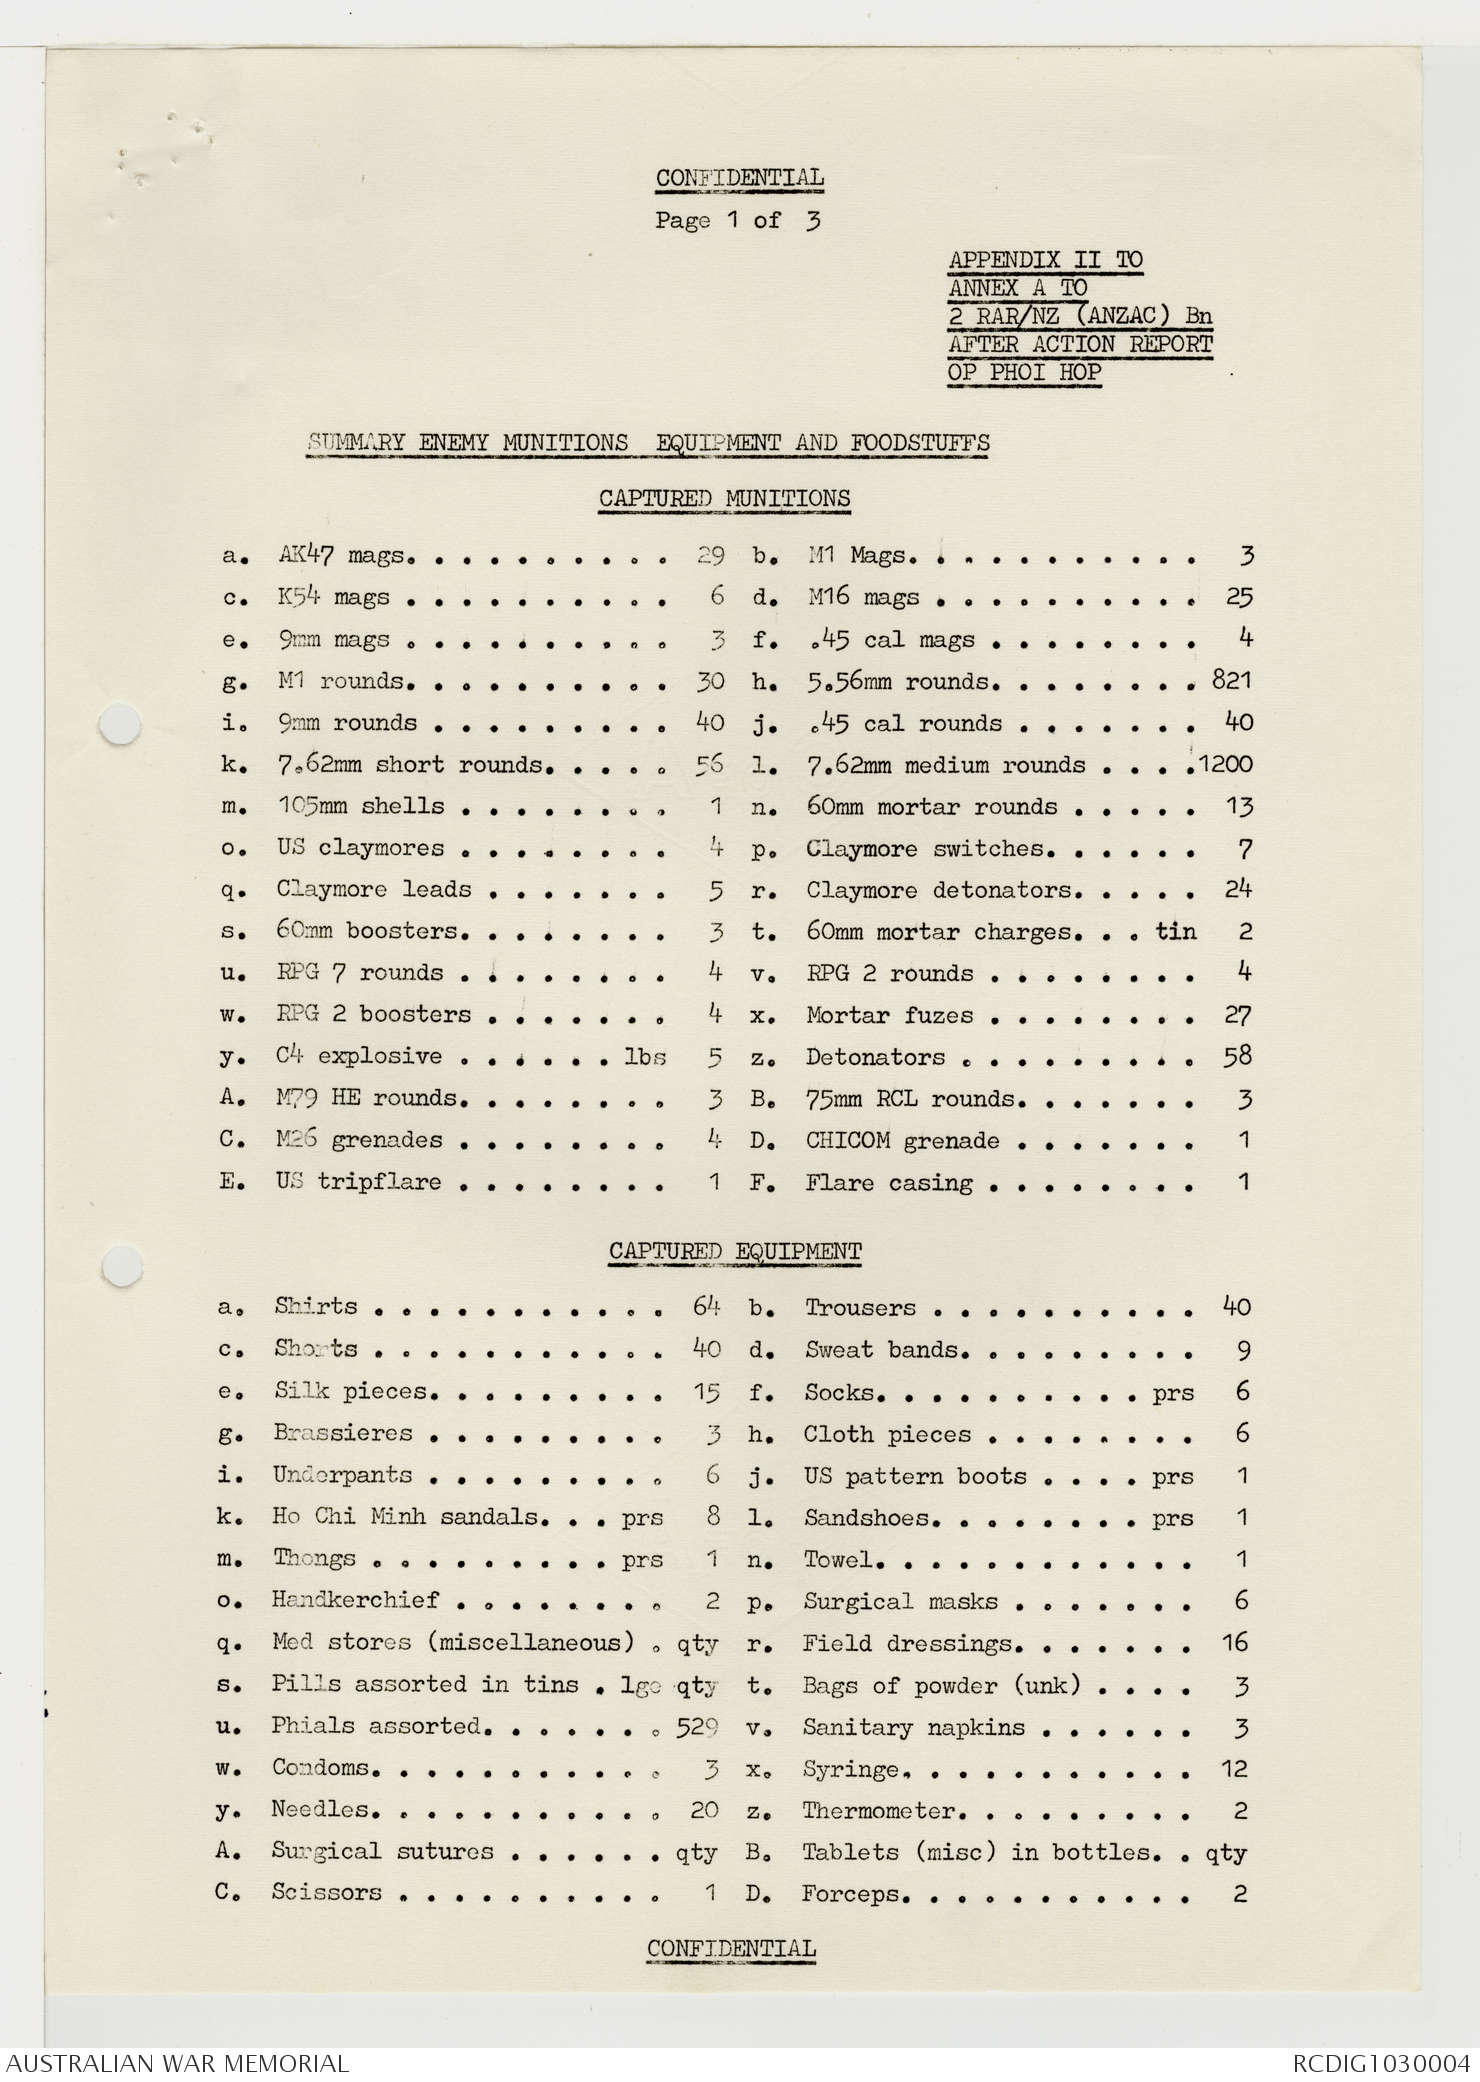 CONFIDENTIAL
Page 1 of 3
APPENDIX II TO
ANNEX A TO
2 RAR/NZ (ANZAC) Bn
AFTER ACTION REPORT
OP PHOI HOP
SUMMARY ENEMY MUNITIONS EQUIPMENT AND FOODSTUFFS
CAPTURED MUNITIONS
a. AK47 mags. . . . . . . . . . 29 b. M1 Mags. . . . . . . . . . . 3
c. K54 mags . . . . . . . . . . 6 d. M16 mags . . . . . . . . . . 25
e. 9mm mags . . . . . . . . . . 3 f. .45 cal mags . . . . . . . . 4
g. M1 rounds. . . . . . . . . . 30 h. 5.56mm rounds. . . . . . . . 821
i. 9mm rounds . . . . . . . . . 40 j. .45 cal rounds . . . . . . . 40
k. 7.62mm short rounds. . . . . 56 l. 7.62mm medium rounds . . . .1200
m. 105mm shells . . . . . . . . 1 n. 60mm mortar rounds . . . . . 13
o. US claymores . . . . . . . . 4 p. Claymore switches. . . . . . 7
q. Claymore leads . . . . . . . 5 r. Claymore detonators. . . . . 24
s. 60mm boosters. . . . . . . . 3 t. 60mm mortar charges. . . tin 2
u. RPG 7 rounds . . . . . . . . 4 v. RPG 2 rounds . . . . . . . . 4
w. RPG 2 boosters . . . . . . . 4 x. Mortar fuzes . . . . . . . . 27
y. C4 explosive . . . . . . lbs 5 z. Detonators . . . . . . . . . 58
A. M79 HE rounds. . . . . . . . 3 B. 75mm RCL rounds. . . . . . . 3
C. M26 grenades . . . . . . . . 4 D. CHICOM grenade . . . . . . . 1
E. US tripflare . . . . . . . . 1 F. Flare casing . . . . . . . . 1
CAPTURED EQUIPMENT
a. Shirts . . . . . . . . . . . 64 b. Trousers . . . . . . . . . . 40
c. Shorts . . . . . . . . . . . 40 d. Sweat bands. . . . . . . . . 9
e. Silk pieces. . . . . . . . . 15 f. Socks. . . . . . . . . . prs 6
g. Brassieres . . . . . . . . . 3 h. Cloth pieces . . . . . . . . 6
i. Underpants . . . . . . . . . 6 j. US pattern boots . . . . prs 1
k. Ho Chi Minh sandals. . . prs 8 l. Sandshoes. . . . . . . . prs 1
m. Thongs . . . . . . . . . prs 1 n. Towel. . . . . . . . . . . . 1
o. Handkerchief . . . . . . . . 2 p. Surgical masks . . . . . . . 6
q. Med stores (miscellaneous) . qty r. Field dressings. . . . . . . 16
s. Pills assorted in tins . lge qty t. Bags of powder (unk) . . . . 3
u. Phials assorted. . . . . . . 529 v. Sanitary napkins . . . . . . 3
w. Condoms. . . . . . . . . . . 3 x. Syringe. . . . . . . . . . . 12
y. Needles. . . . . . . . . . . 20 z. Thermometer. . . . . . . . . 2
A. Surgical sutures . . . . . . qty B. Tablets (misc) in bottles. . qty
C. Scissors . . . . . . . . . . 1 D. Forceps. . . . . . . . . . . 2
CONFIDENTIAL
AUSTRALIAN WAR MEMORIAL RCDIG1030004